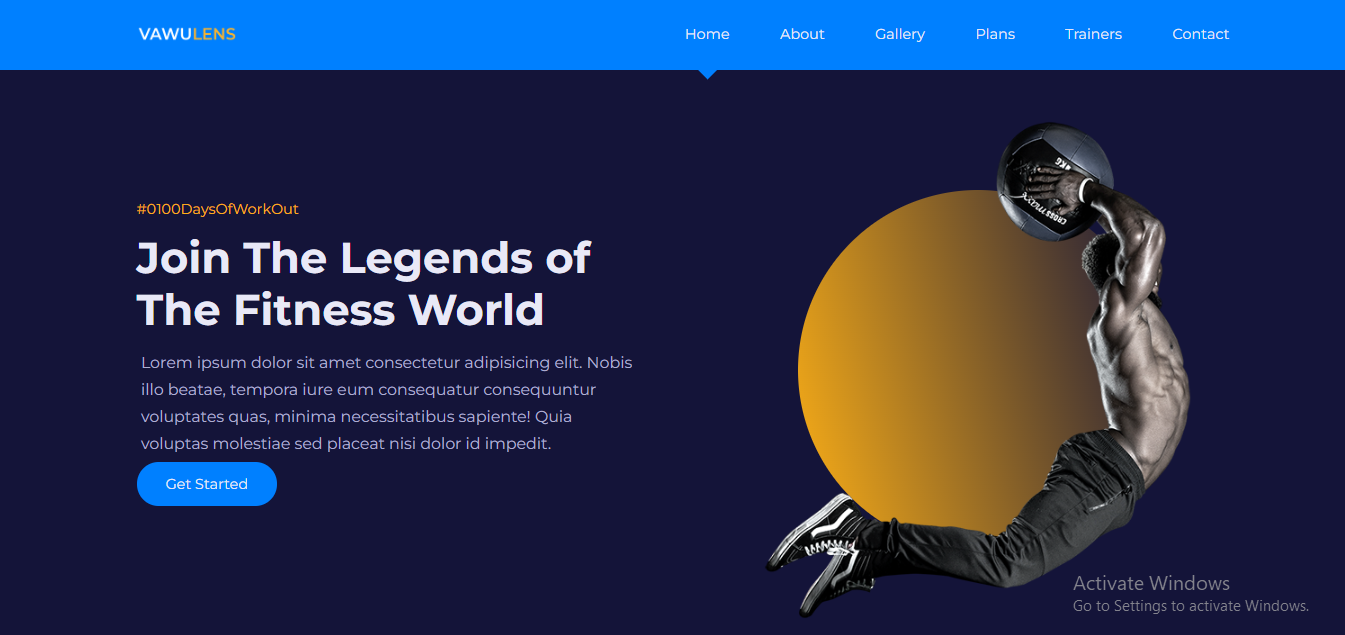 VAWULENS
Home About Gallery Plans Trainers Contact
#0100DaysOfWorkOut
Join The Legends of
The Fitness World
Lorem ipsum dolor sit amet consectetur adipisicing elit. Nobis
illo beatae, tempora iure eum consequatur consequuntur
voluptates quas, minima necessitatibus sapiente! Quia
voluptas molestiae sed placeat nisi dolor id impedit.
Get Started
4KG
CROSS MAXX
Activate Windows
Go to Settings to activate Windows.